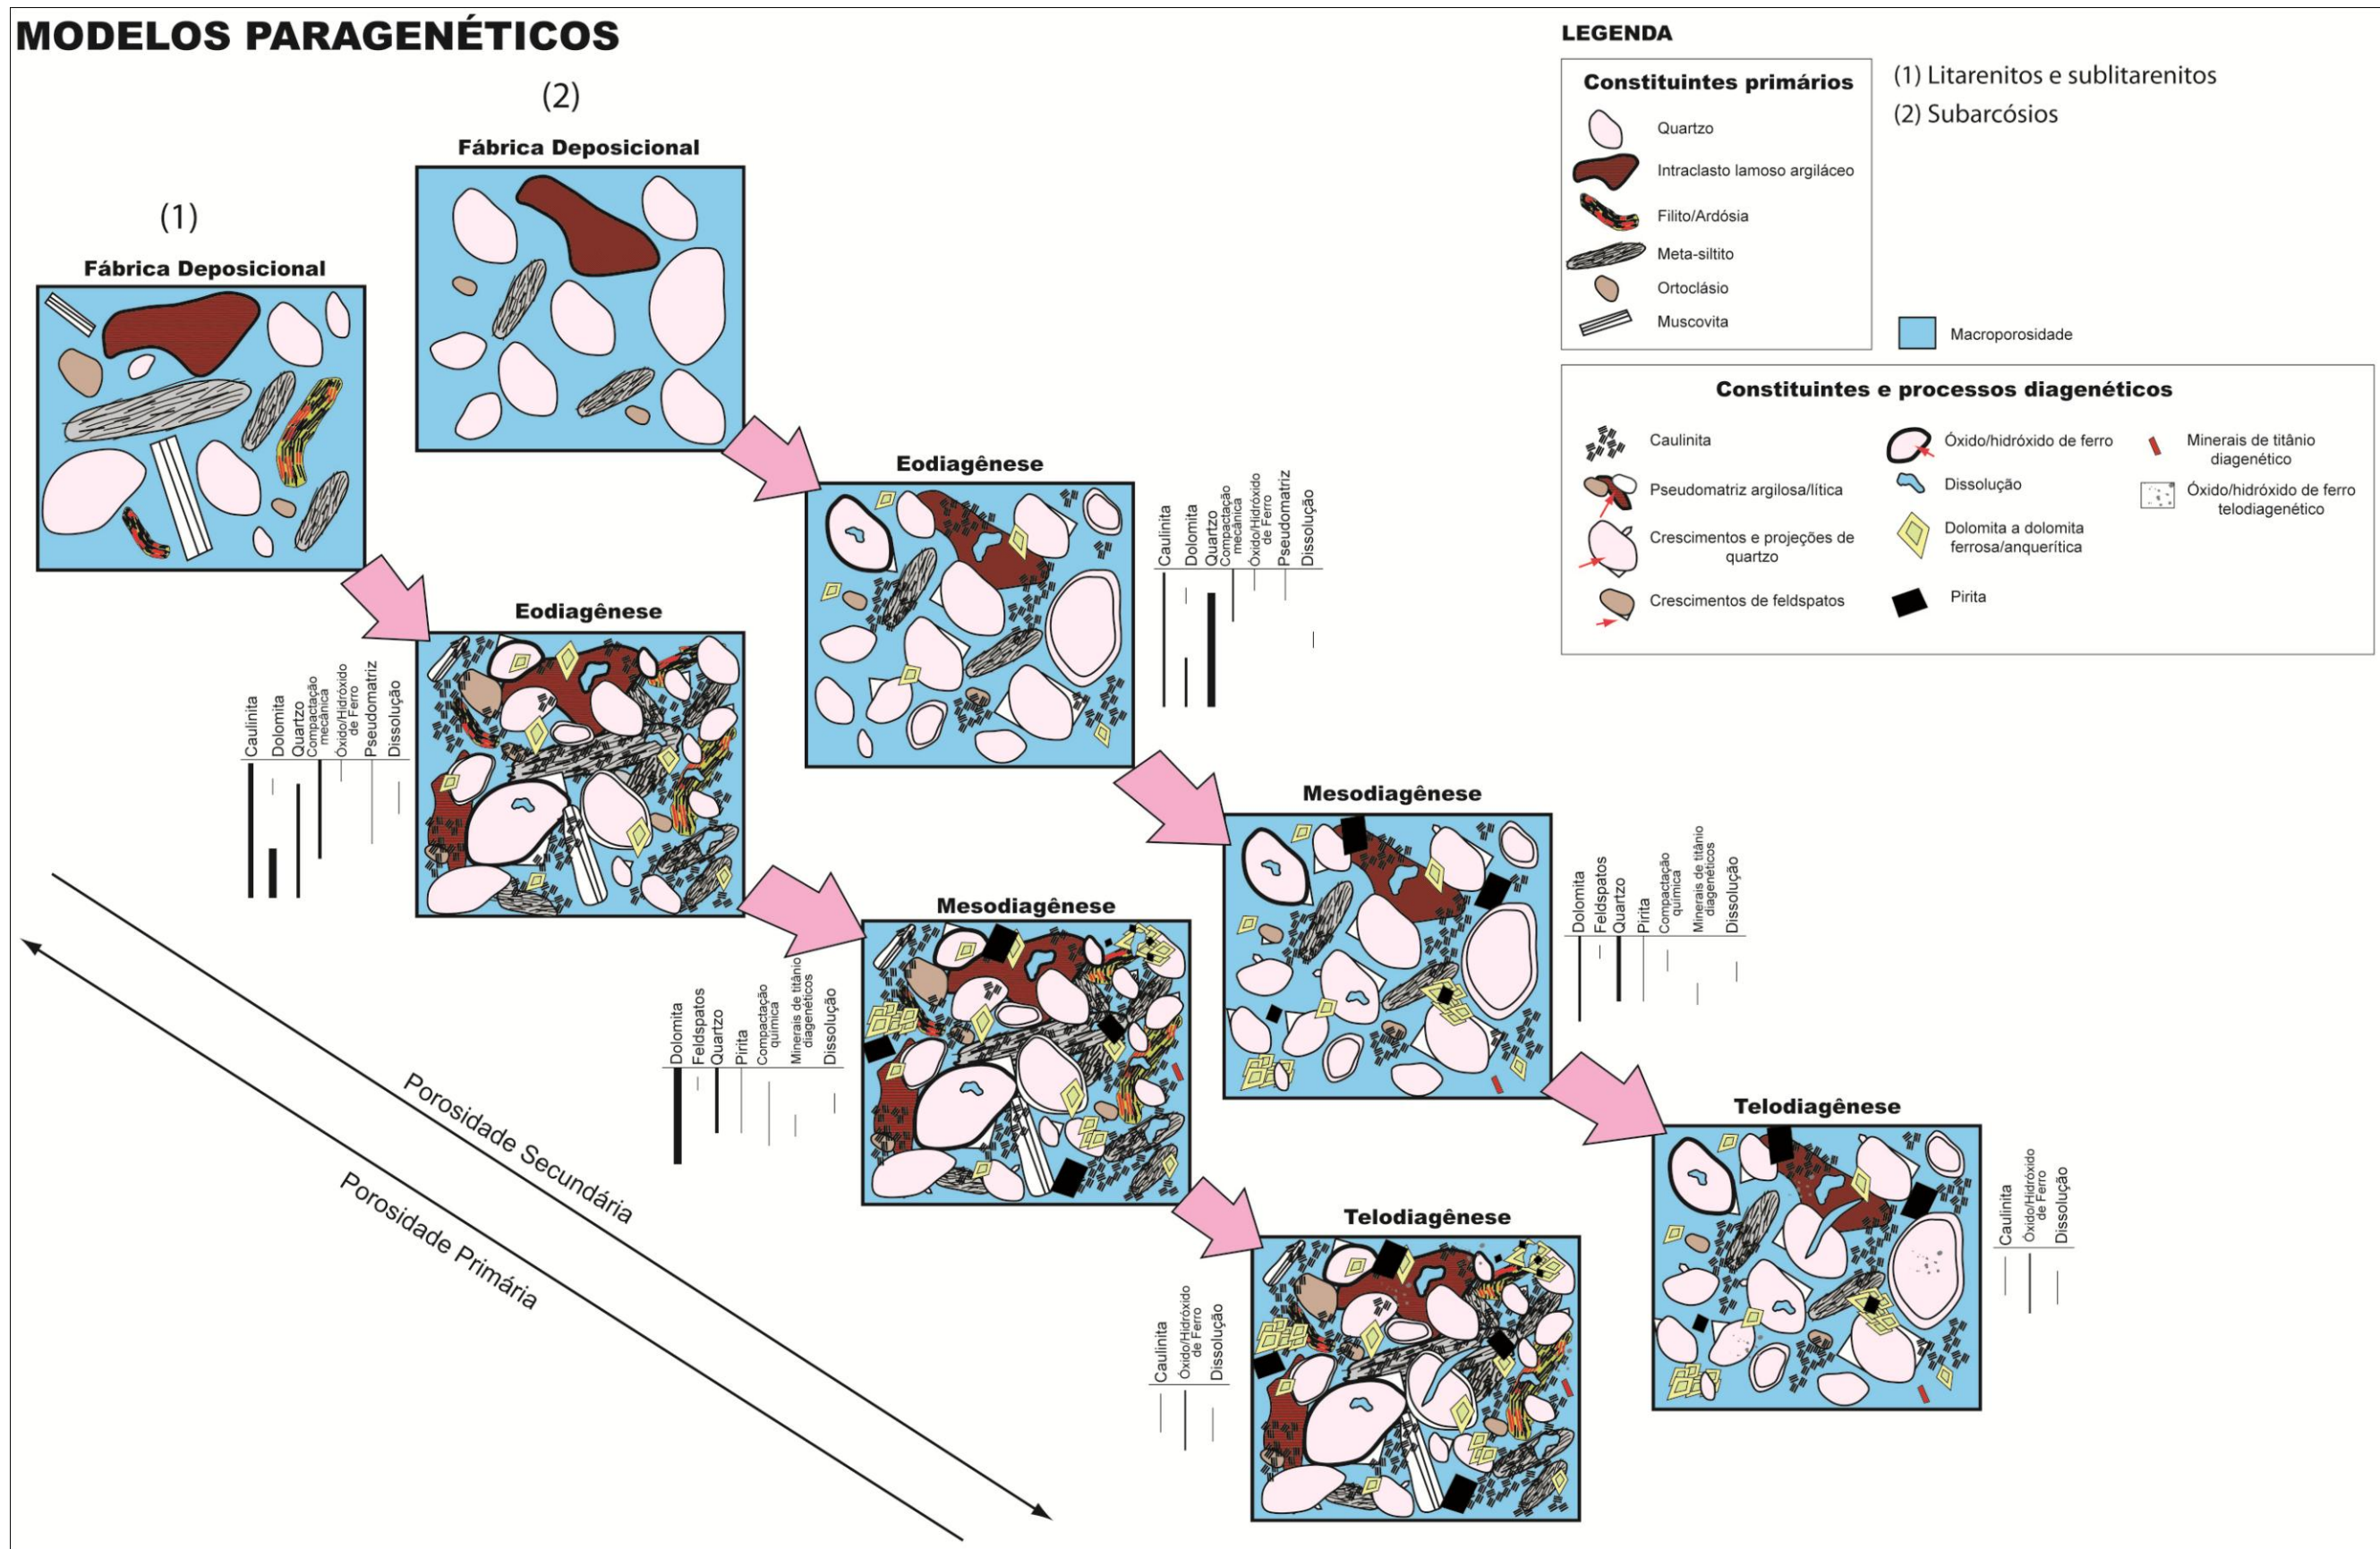 MODELOS PARAGENÉTICOS
(1)
Fábrica Deposicional
(2)
Fábrica Deposicional
LEGENDA
Constituintes primários
Quartzo
Intraclasto lamoso argiláceo
Filito/Ardósia
Meta-siltito
Ortoclásio
Muscovita
(1) Litarenitos e sublitarenitos
(2) Subarcósios
Macroporosidade
Constituintes e processos diagenéticos
Caulinita
Pseudomatriz argilosa/lítica
Crescimentos e projeções de
quartzo
Crescimentos de feldspatos
Óxido/hidróxido de ferro
Dissolução
Dolomita a dolomita
ferrosa/anquerítica
Pirita
Minerais de titânio
diagenético
Óxido/hidróxido de ferro
telodiagenético
Eodiagênese
Caulinita
Dolomita
Quartzo
Compactação
mecânica
Óxido/Hidróxido
de Ferro
Pseudomatriz
Dissolução
Eodiagênese
Caulinita
Dolomita
Quartzo
Compactação
mecânica
Óxido/Hidróxido
de Ferro
Pseudomatriz
Dissolução
Mesodiagênese
Dolomita
Feldspatos
Quartzo
Pirita
Compactação
química
Minerais de titânio
diagenéticos
Dissolução
Mesodiagênese
Dolomita
Feldspatos
Quartzo
Pirita
Compactação
química
Minerais de titânio
diagenéticos
Dissolução
Telodiagênese
Caulinita
Óxido/Hidróxido
de Ferro
Dissolução
Telodiagênese
Caulinita
Óxido/Hidróxido
de Ferro
Dissolução
Porosidade Secundária
Porosidade Primária